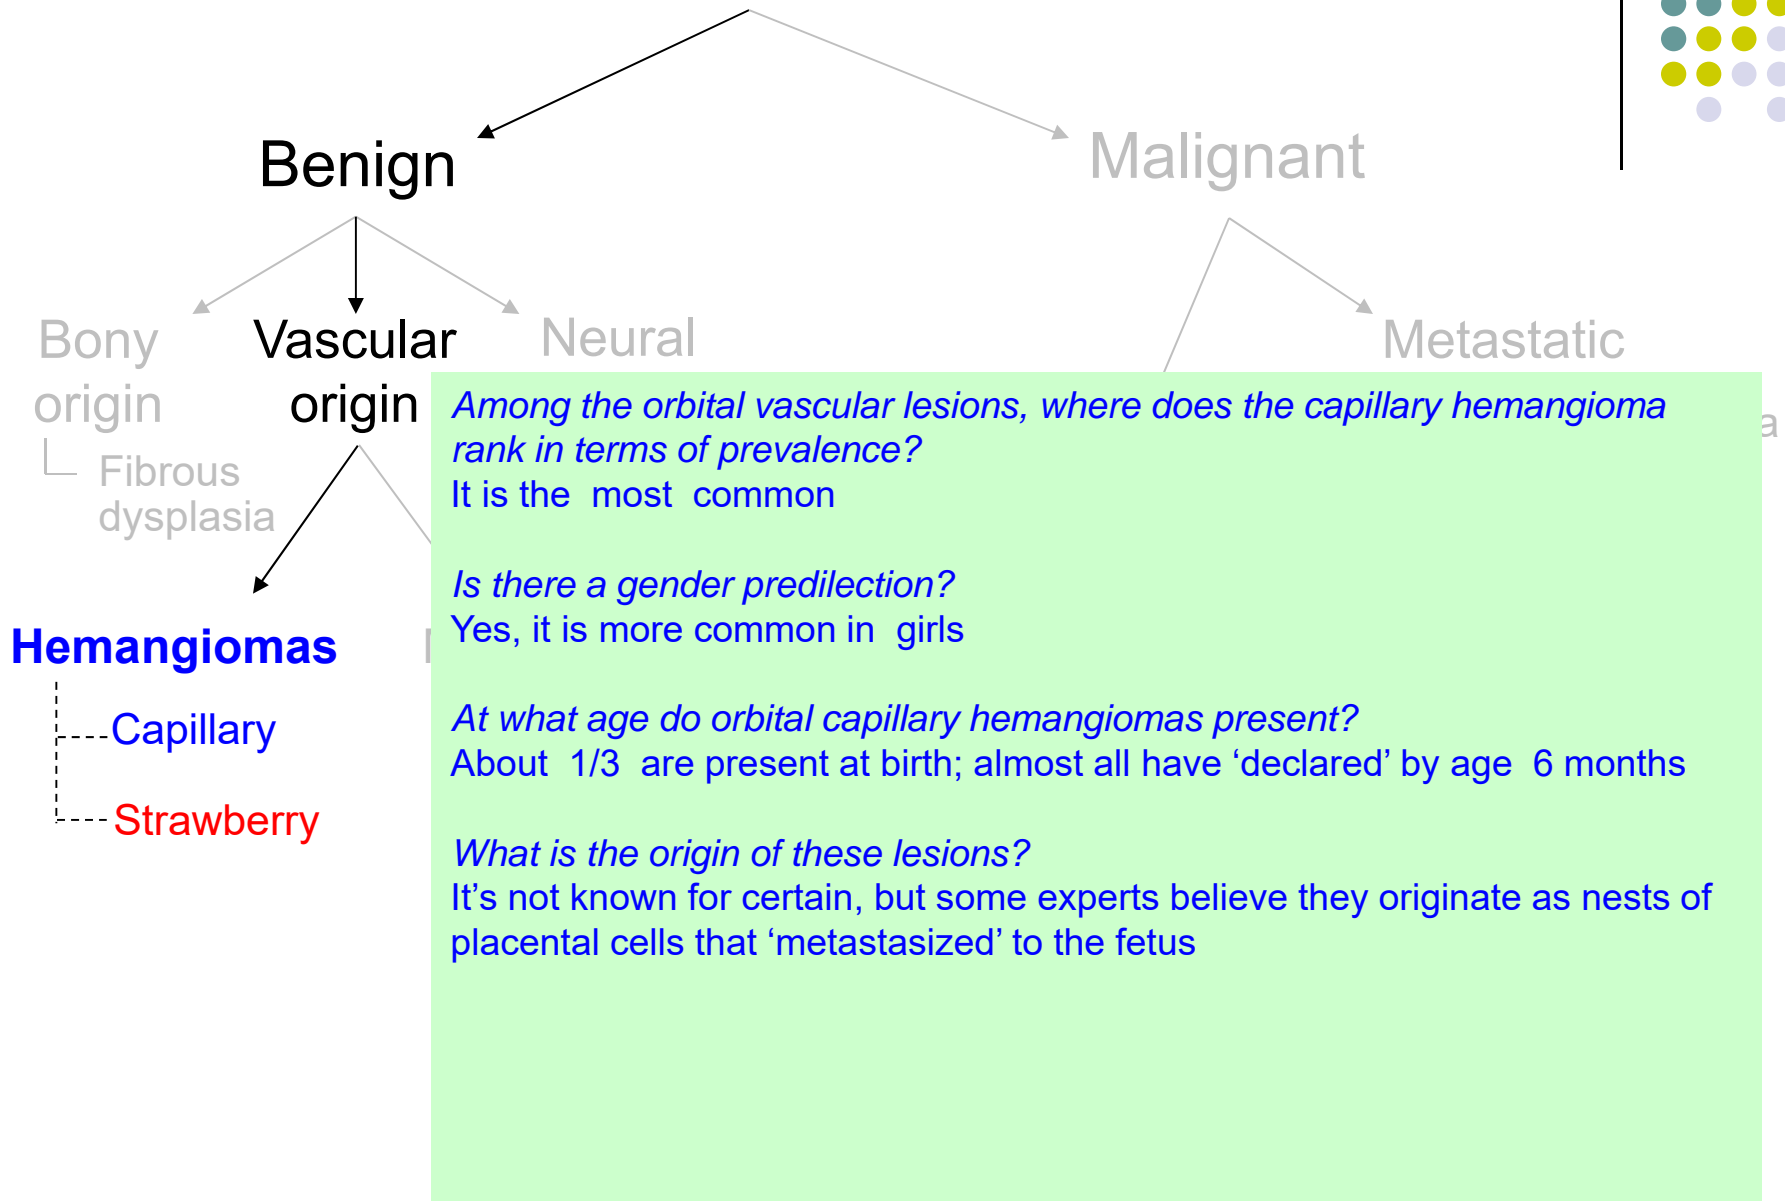 Benign
Malignant
Bony
origin
Fibrous
dysplasia
Vascular
origin
Neural
Metastatic
Hemangiomas
Capillary
Strawberry
Among the orbital vascular lesions, where does the capillary hemangioma
rank in terms of prevalence?
It is the most common
Is there a gender predilection?
Yes, it is more common in girls
At what age do orbital capillary hemangiomas present?
About 1/3 are present at birth; almost all have ‘declared’ by age 6 months
What is the origin of these lesions?
It’s not known for certain, but some experts believe they originate as nests of
placental cells that ‘metastasized’ to the fetus